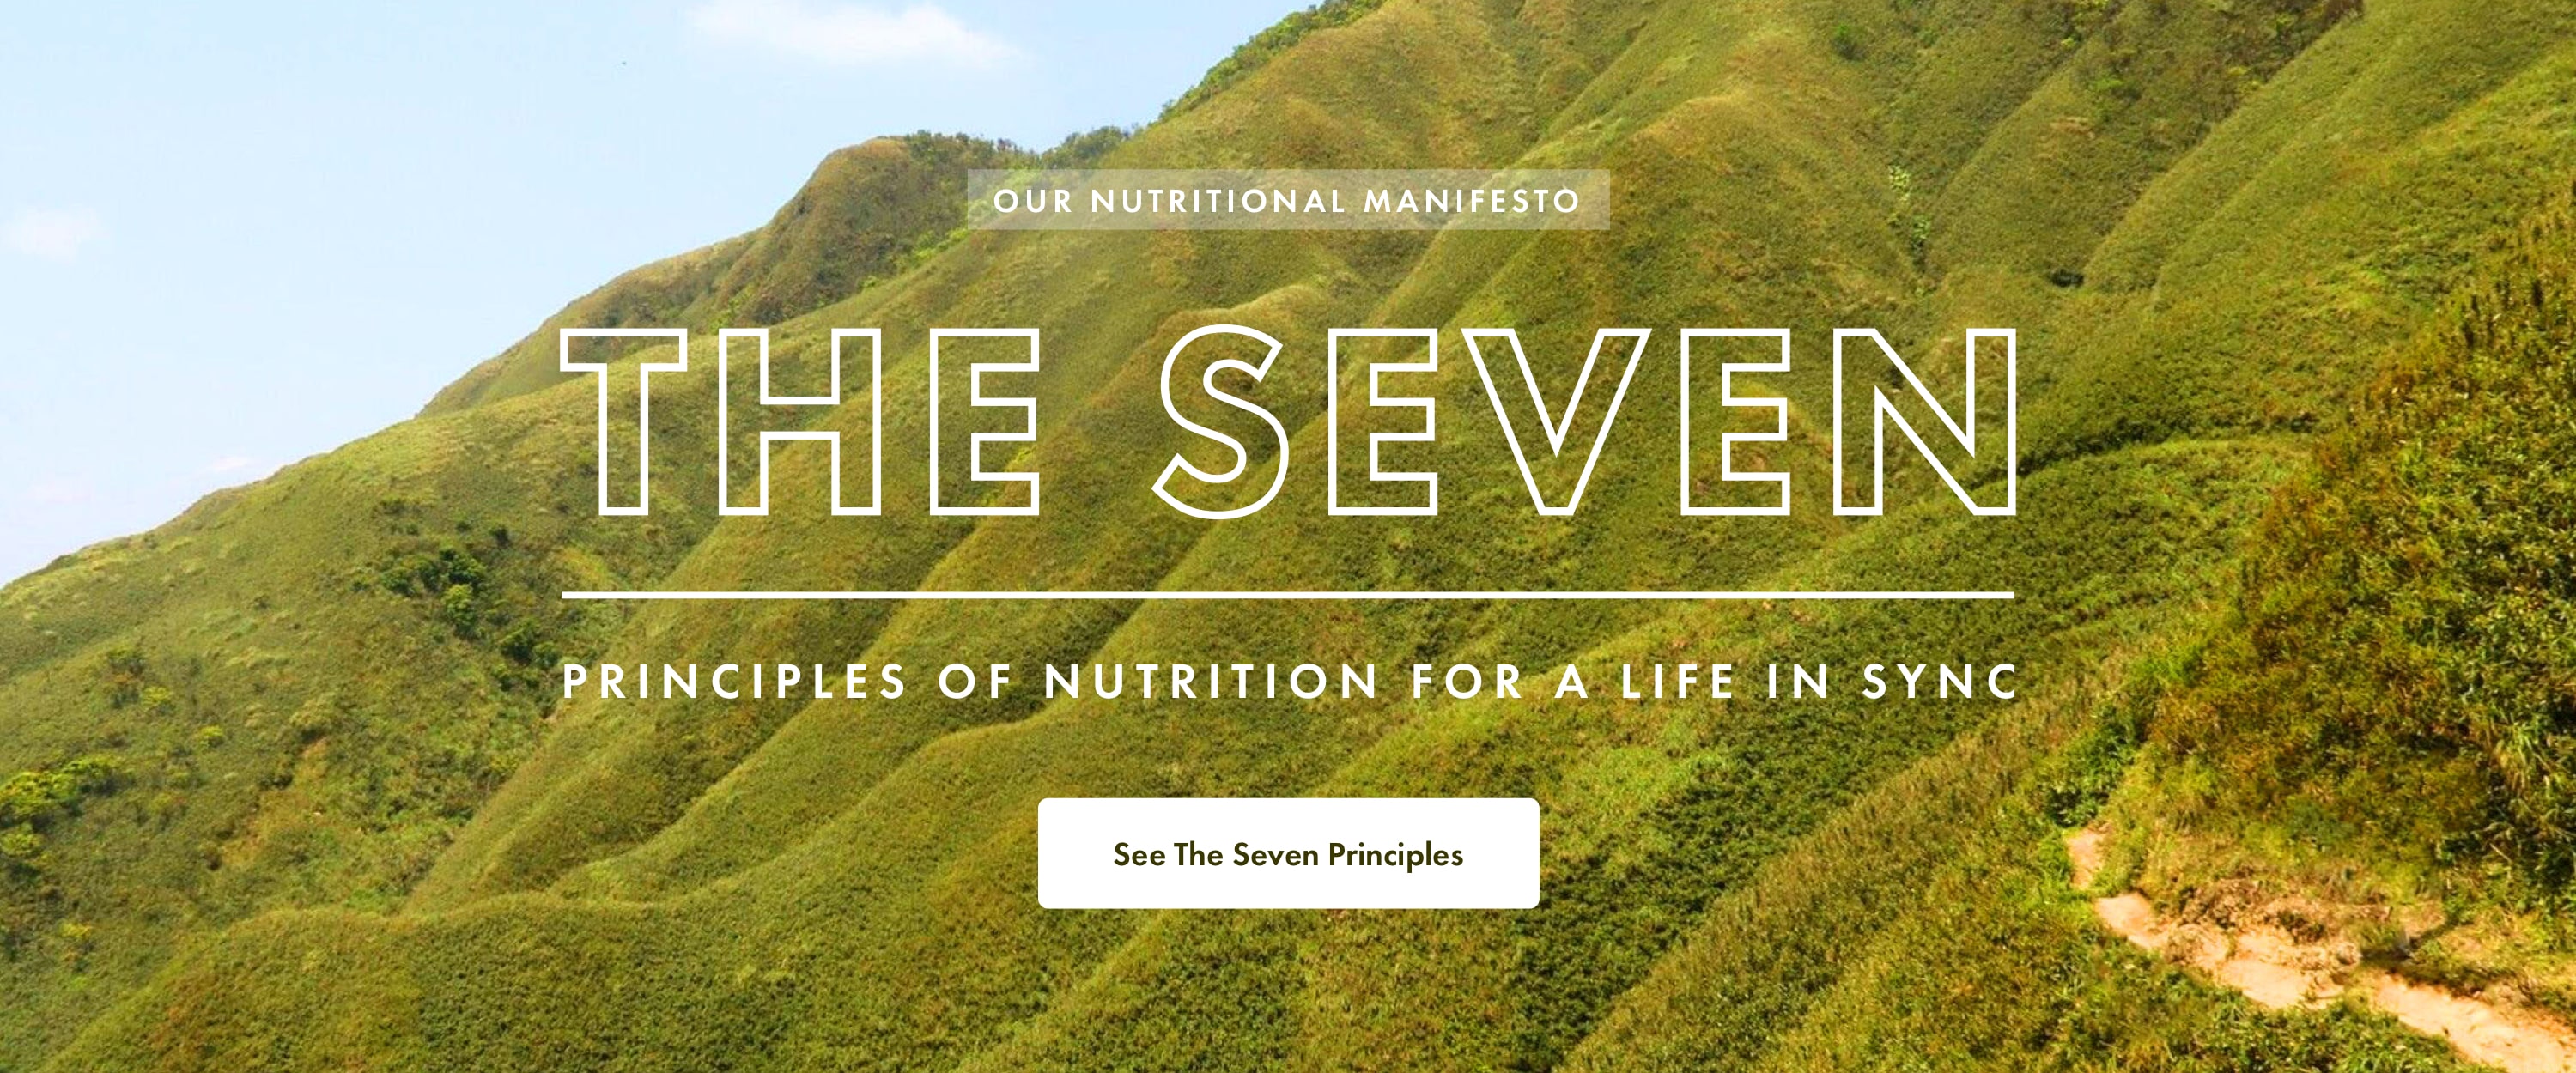 OUR NUTRITIONAL MANIFESTO
THE SEVEN
PRINCIPLES OF NUTRITION FOR A LIFE IN SYNC
See The Seven Principles